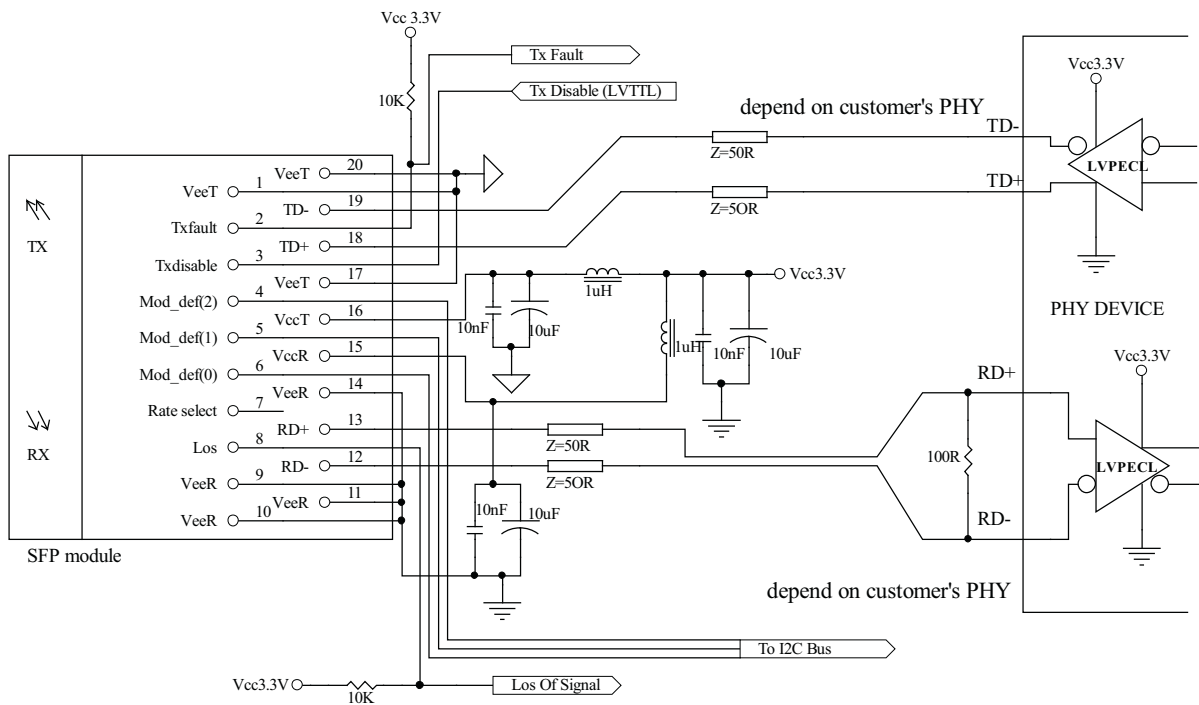 Vcc 3.3V
Tx Fault
10K
Tx Disable (LVTTL)
depend on customer's PHY
Vcc3.3V
TD-
Z=50R
LVPECL
TD+
Z=5OR
VeeT 20
VeeT 1
TD- 19
Txfault 2
TD+ 18
Txdisable 3
VeeT 17
Mod_def(2) 4
VccT 16
Mod_def(1) 5
VccR 15
Mod_def(0) 6
VeeR 14
Rate select 7
RD+ 13
Los 8
RD- 12
VeeR 9
VeeR 11
VeeR 10
TX
RX
SFP module
1uH
Vcc3.3V
10nF
10uF
1uH
10nF
10uF
PHY DEVICE
Vcc3.3V
RD+
Z=50R
Z=5OR
100R
LVPECL
RD-
10nF
10uF
depend on customer's PHY
To I2C Bus
Vcc3.3V
10K
Los Of Signal